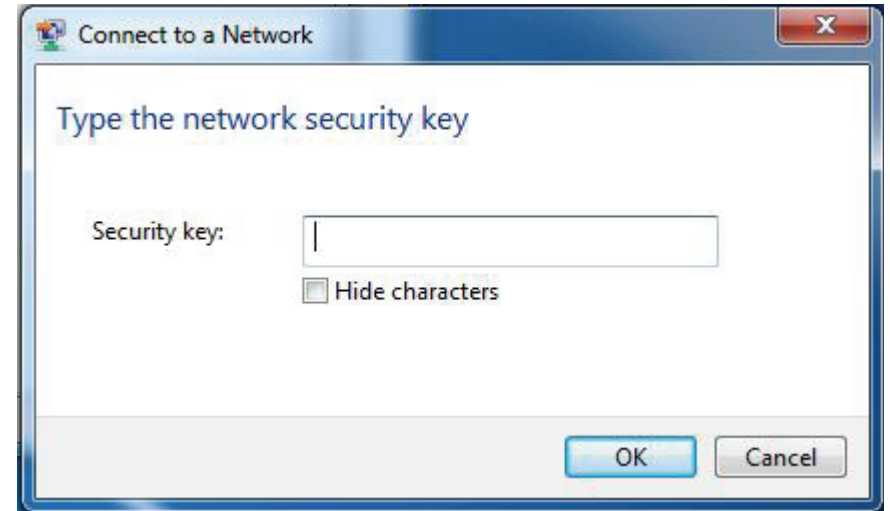 Connect to a Network
Type the network security key
Security key:
Hide characters
OK Cancel